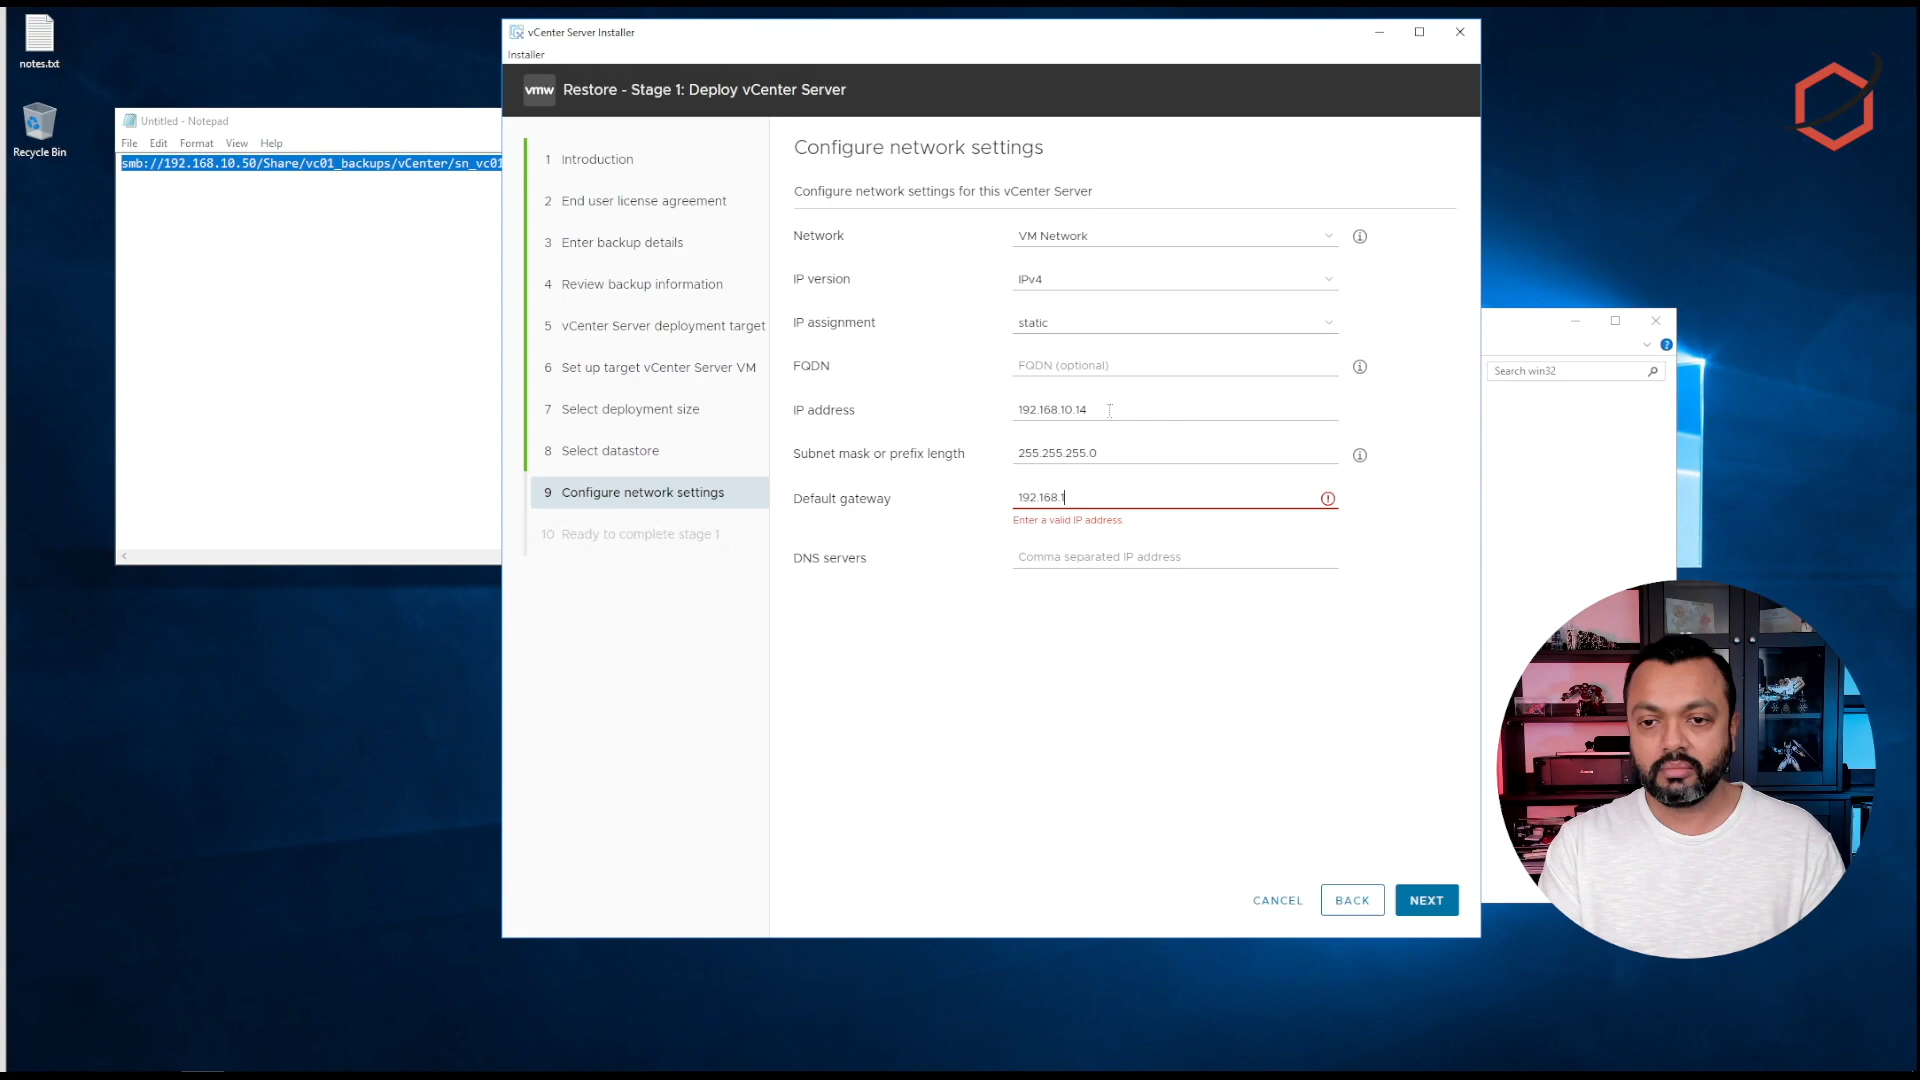 notes.txt
Recycle Bin
Untitled - Notepad
File Edit Format View Help
smb://192.168.10.50/Share/vc01_backups/vCenter/sn_vc01
vCenter Server Installer
Installer
vmw Restore - Stage 1: Deploy vCenter Server
1 Introduction
2 End user license agreement
3 Enter backup details
4 Review backup information
5 vCenter Server deployment target
6 Set up target vCenter Server VM
7 Select deployment size
8 Select datastore
9 Configure network settings
10 Ready to complete stage 1
Configure network settings
Configure network settings for this vCenter Server
Network VM Network
IP version IPv4
IP assignment static
FQDN FQDN (optional)
IP address 192.168.10.14
Subnet mask or prefix length 255.255.255.0
Default gateway 192.168.1
Enter a valid IP address.
DNS servers Comma separated IP address
CANCEL BACK NEXT
Search win32